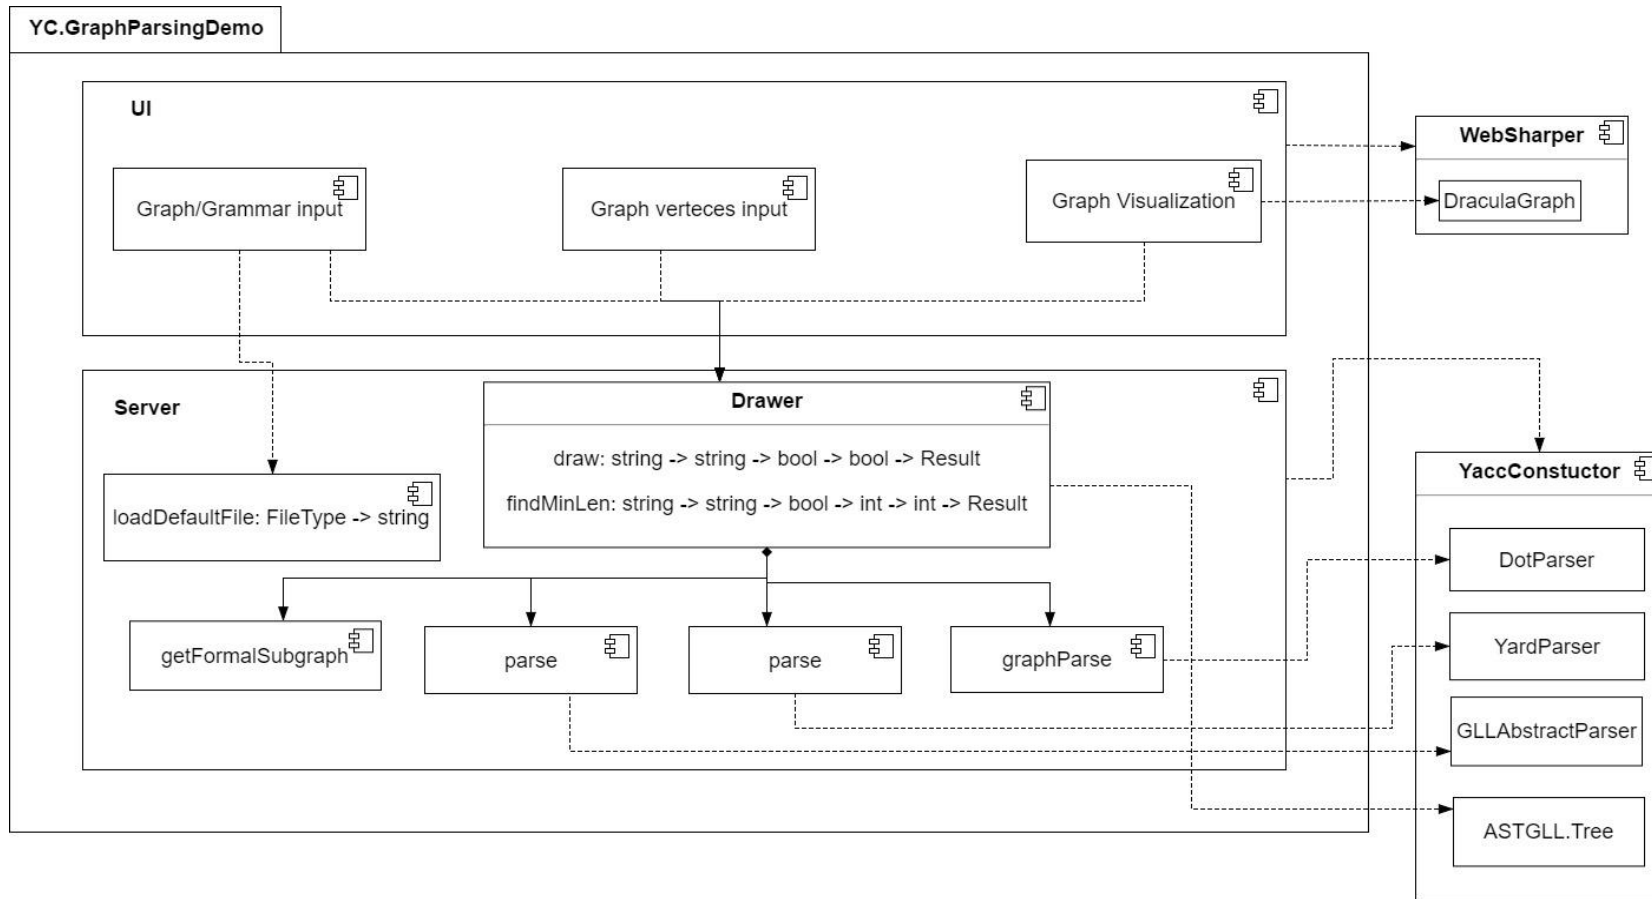 YC.GraphParsingDemo
UI
WebSharper
Graph/Grammar input
Graph verteces input
Graph Visualization
DraculaGraph
Server
Drawer
draw: string -> string -> bool -> bool -> Result
findMinLen: string -> string -> bool -> int -> int -> Result
loadDefaultFile: FileType -> string
YaccConstuctor
DotParser
getFormalSubgraph
parse
parse
graphParse
YardParser
GLLAbstractParser
ASTGLL.Tree